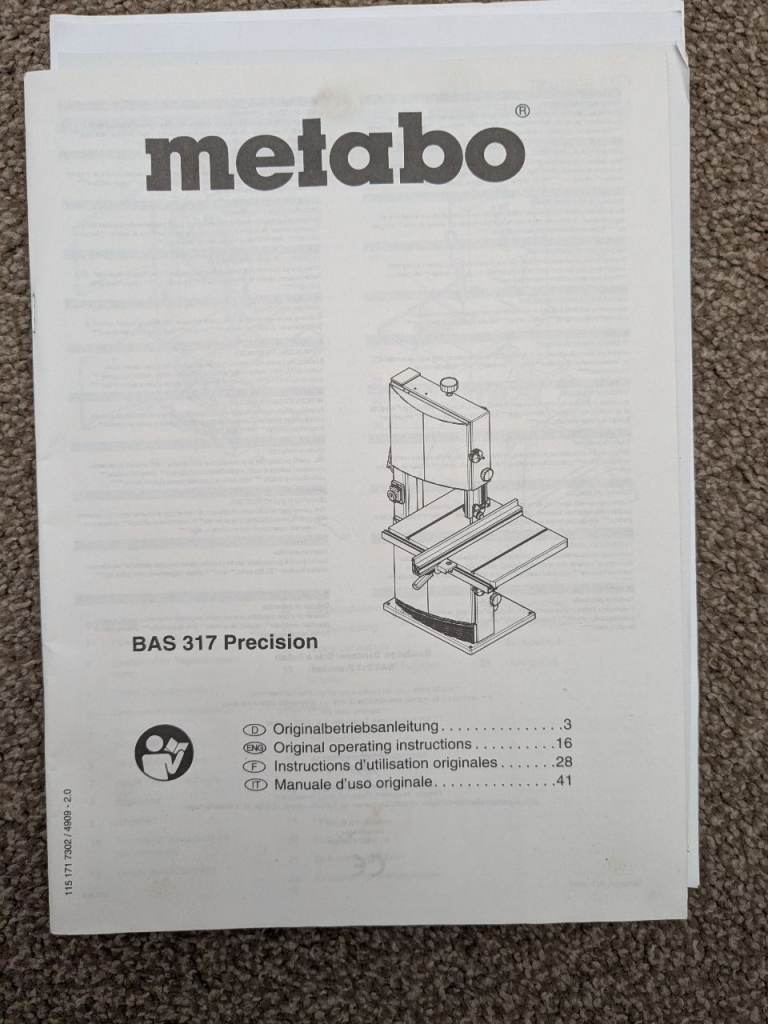 metabo®
BAS 317 Precision
D Originalbetriebsanleitung...............3
ENG Original operating instructions..........16
F Instructions d'utilisation originales.......28
IT Manuale d'uso originale...............41
115 171 7302 / 4909 - 2.0